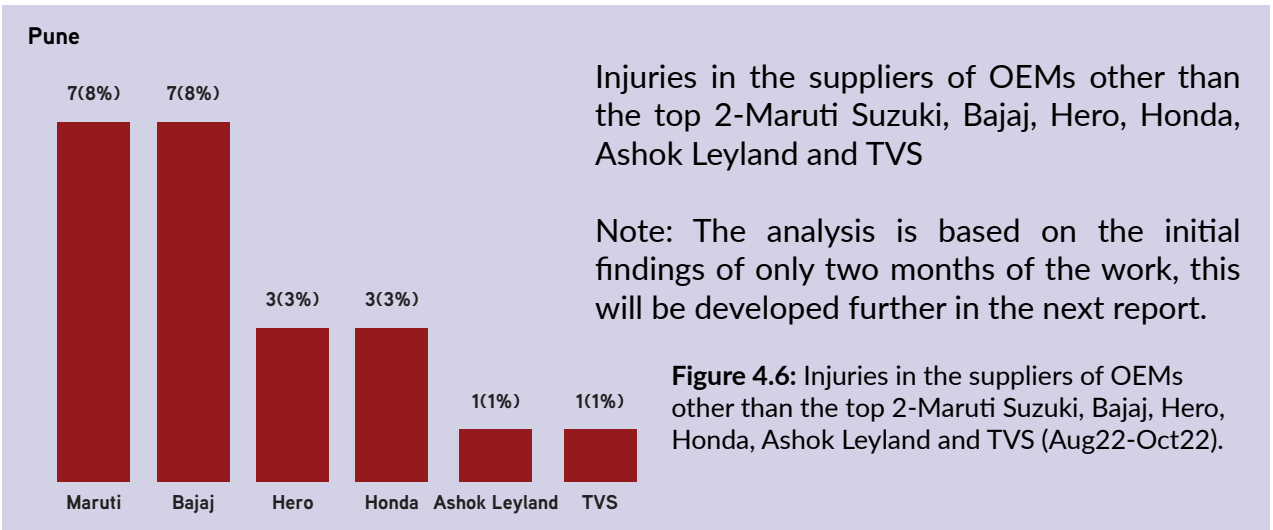 Pune
7(8%) 7(8%)
3(3%) 3(3%)
1(1%) 1(1%)
Maruti Bajaj Hero Honda Ashok Leyland TVS
Injuries in the suppliers of OEMs other than
the top 2-Maruti Suzuki, Bajaj, Hero, Honda,
Ashok Leyland and TVS
Note: The analysis is based on the initial
findings of only two months of the work, this
will be developed further in the next report.
Figure 4.6: Injuries in the suppliers of OEMs
other than the top 2-Maruti Suzuki, Bajaj, Hero,
Honda, Ashok Leyland and TVS (Aug22-Oct22).